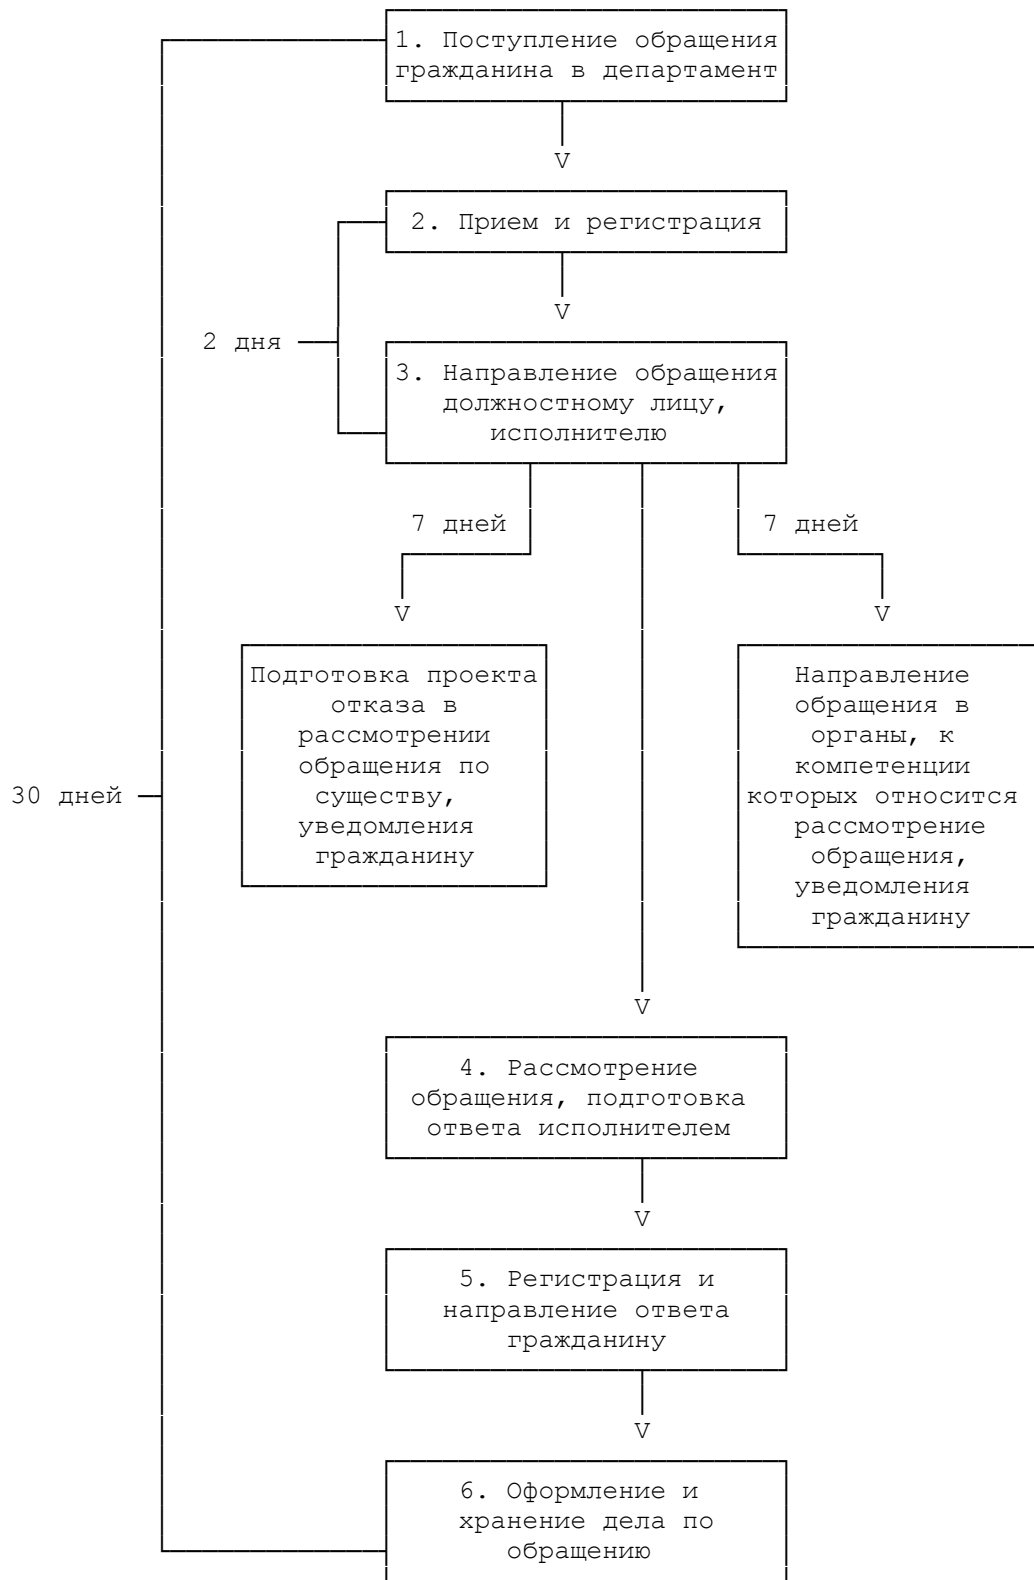 1. Поступление обращения
гражданина в департамент
V
2. Прием и регистрация
V
2 дня
3. Направление обращения
должностному лицу,
исполнителю
7 дней
7 дней
V
V
Подготовка проекта
отказа в
рассмотрении
обращения по
существу,
уведомления
гражданину
Направление
обращения в
органы, к
компетенции
которых относится
рассмотрение
обращения,
уведомления
гражданину
30 дней
V
4. Рассмотрение
обращения, подготовка
ответа исполнителем
V
5. Регистрация и
направление ответа
гражданину
V
6. Оформление и
хранение дела по
обращению